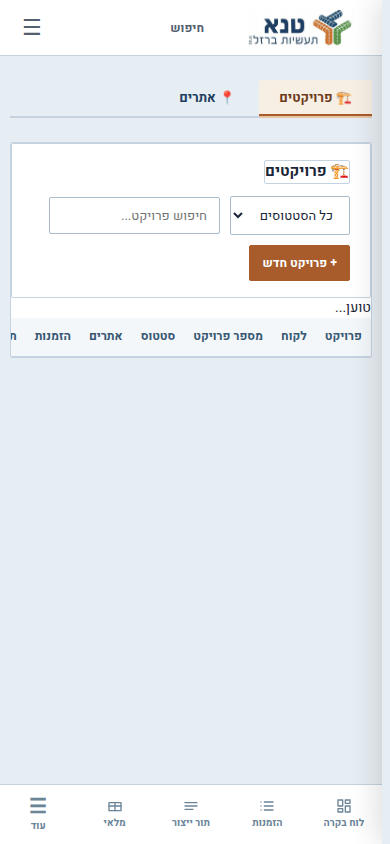 טנא
תעשיות ברזל
חיפוש
☰
🏗️ פרויקטים
📍 אתרים
🏗️ פרויקטים
כל הסטטוסים
חיפוש פרויקט...
+ פרויקט חדש
טוען...
פרויקט לקוח מספר פרויקט סטטוס אתרים הזמנות
לוח בקרה
הזמנות
תור ייצור
מלאי
עוד